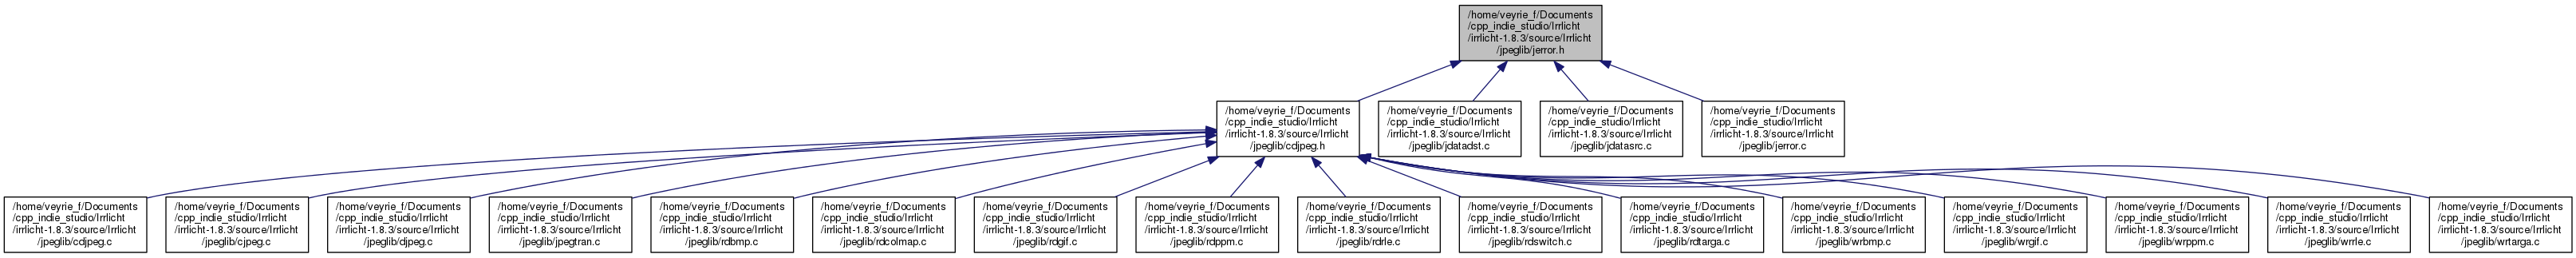 /home/veyrie_f/Documents
/cpp_indie_studio/Irrlicht
/irrlicht-1.8.3/source/Irrlicht
/jpeglib/jerror.h
/home/veyrie_f/Documents
/cpp_indie_studio/Irrlicht
/irrlicht-1.8.3/source/Irrlicht
/jpeglib/cdjpeg.h
/home/veyrie_f/Documents
/cpp_indie_studio/Irrlicht
/irrlicht-1.8.3/source/Irrlicht
/jpeglib/jdatadst.c
/home/veyrie_f/Documents
/cpp_indie_studio/Irrlicht
/irrlicht-1.8.3/source/Irrlicht
/jpeglib/jdatasrc.c
/home/veyrie_f/Documents
/cpp_indie_studio/Irrlicht
/irrlicht-1.8.3/source/Irrlicht
/jpeglib/jerror.c
/home/veyrie_f/Documents
/cpp_indie_studio/Irrlicht
/irrlicht-1.8.3/source/Irrlicht
/jpeglib/cdjpeg.c
/home/veyrie_f/Documents
/cpp_indie_studio/Irrlicht
/irrlicht-1.8.3/source/Irrlicht
/jpeglib/cjpeg.c
/home/veyrie_f/Documents
/cpp_indie_studio/Irrlicht
/irrlicht-1.8.3/source/Irrlicht
/jpeglib/djpeg.c
/home/veyrie_f/Documents
/cpp_indie_studio/Irrlicht
/irrlicht-1.8.3/source/Irrlicht
/jpeglib/jpegtran.c
/home/veyrie_f/Documents
/cpp_indie_studio/Irrlicht
/irrlicht-1.8.3/source/Irrlicht
/jpeglib/rdbmp.c
/home/veyrie_f/Documents
/cpp_indie_studio/Irrlicht
/irrlicht-1.8.3/source/Irrlicht
/jpeglib/rdcolmap.c
/home/veyrie_f/Documents
/cpp_indie_studio/Irrlicht
/irrlicht-1.8.3/source/Irrlicht
/jpeglib/rdgif.c
/home/veyrie_f/Documents
/cpp_indie_studio/Irrlicht
/irrlicht-1.8.3/source/Irrlicht
/jpeglib/rdppm.c
/home/veyrie_f/Documents
/cpp_indie_studio/Irrlicht
/irrlicht-1.8.3/source/Irrlicht
/jpeglib/rdrle.c
/home/veyrie_f/Documents
/cpp_indie_studio/Irrlicht
/irrlicht-1.8.3/source/Irrlicht
/jpeglib/rdswitch.c
/home/veyrie_f/Documents
/cpp_indie_studio/Irrlicht
/irrlicht-1.8.3/source/Irrlicht
/jpeglib/rdtarga.c
/home/veyrie_f/Documents
/cpp_indie_studio/Irrlicht
/irrlicht-1.8.3/source/Irrlicht
/jpeglib/wrbmp.c
/home/veyrie_f/Documents
/cpp_indie_studio/Irrlicht
/irrlicht-1.8.3/source/Irrlicht
/jpeglib/wrgif.c
/home/veyrie_f/Documents
/cpp_indie_studio/Irrlicht
/irrlicht-1.8.3/source/Irrlicht
/jpeglib/wrppm.c
/home/veyrie_f/Documents
/cpp_indie_studio/Irrlicht
/irrlicht-1.8.3/source/Irrlicht
/jpeglib/wrrle.c
/home/veyrie_f/Documents
/cpp_indie_studio/Irrlicht
/irrlicht-1.8.3/source/Irrlicht
/jpeglib/wrtarga.c